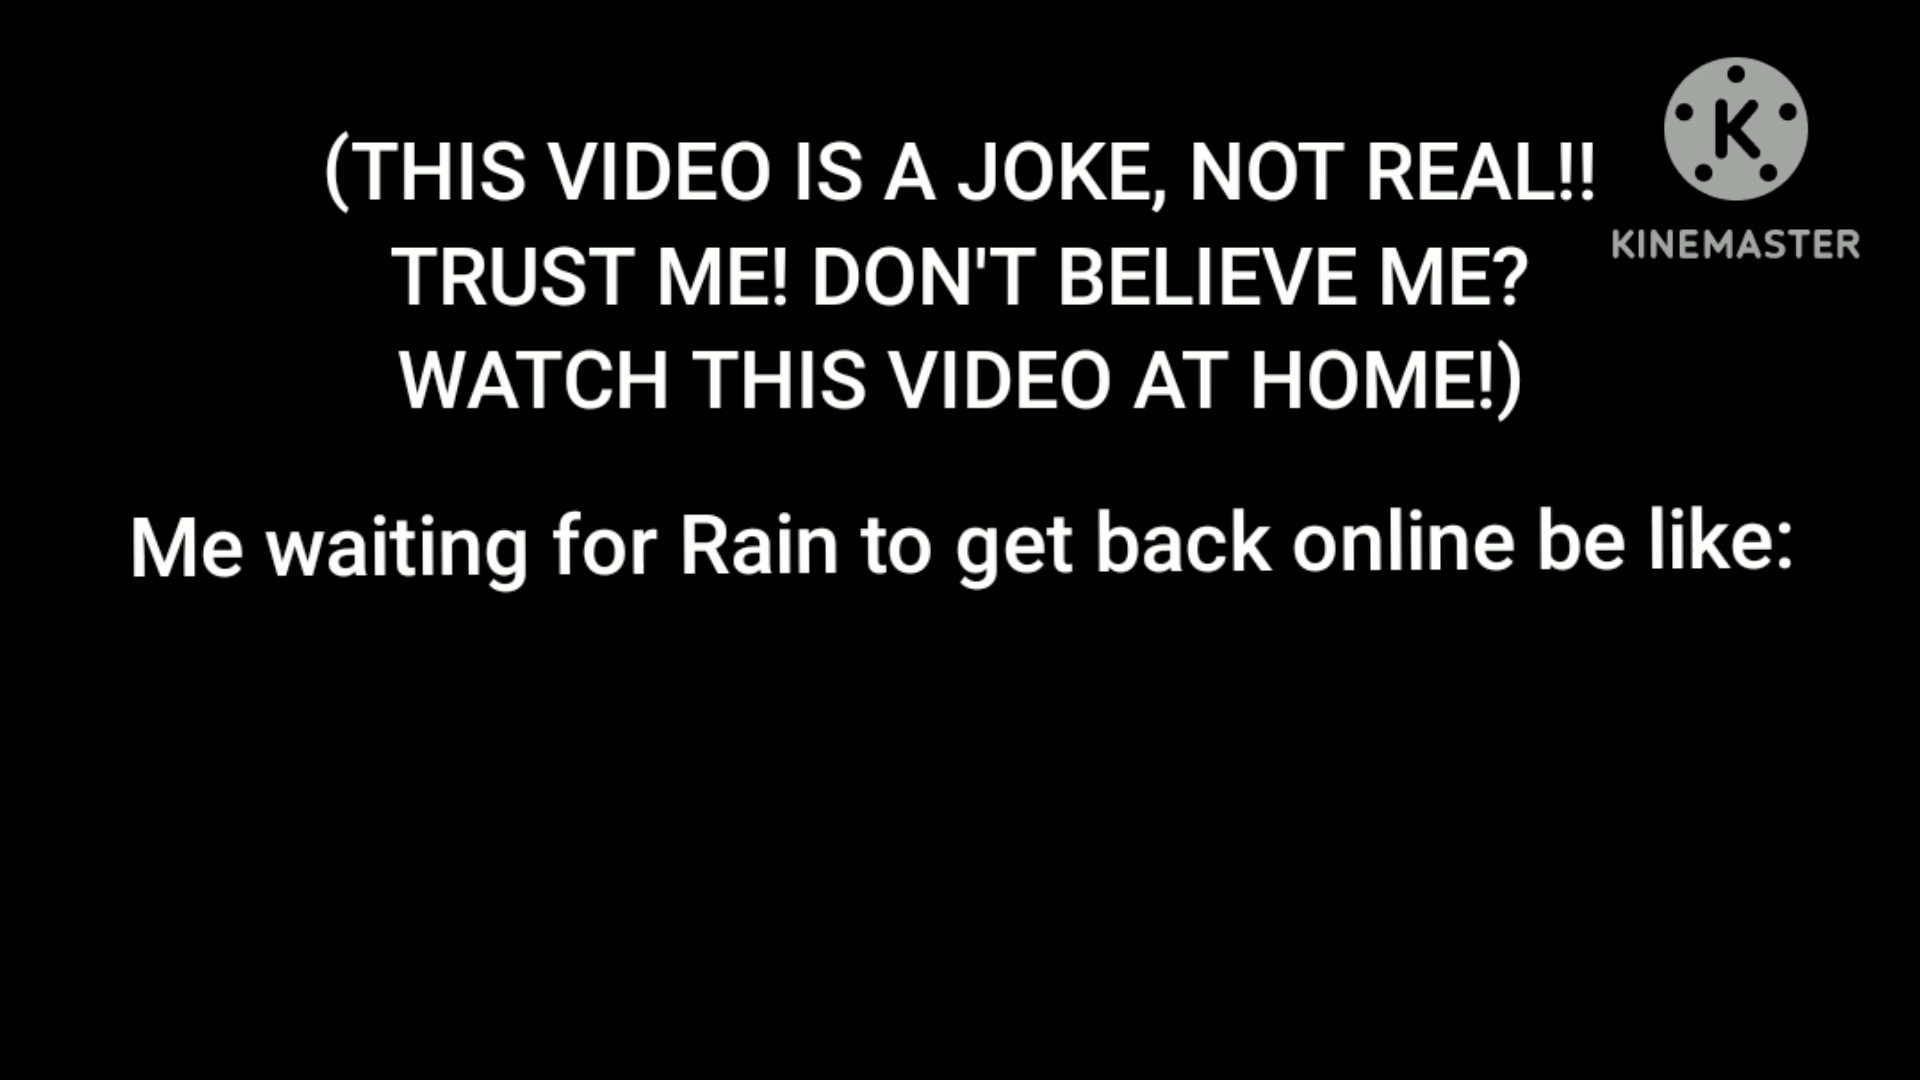 (THIS VIDEO IS A JOKE, NOT REAL!!
TRUST ME! DON'T BELIEVE ME?
WATCH THIS VIDEO AT HOME!)
K
KINEMASTER
Me waiting for Rain to get back online be like: